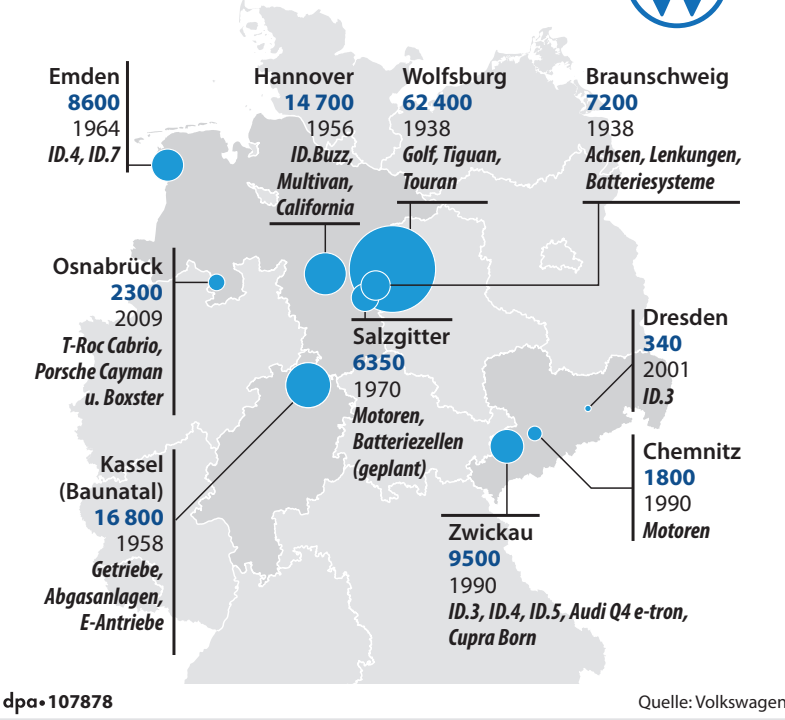 Emden
8600
1964
ID.4, ID.7
Hannover
14 700
1956
ID.Buzz,
Multivan,
California
Wolfsburg
62 400
1938
Golf, Tiguan,
Touran
Braunschweig
7200
1938
Achsen, Lenkungen,
Batteriesysteme
Osnabrück
2300
2009
T-Roc Cabrio,
Porsche Cayman
u. Boxster
Salzgitter
6350
1970
Motoren,
Batteriezellen
(geplant)
Dresden
340
2001
ID.3
Kassel
(Baunatal)
16 800
1958
Getriebe,
Abgasanlagen,
E-Antriebe
Chemnitz
1800
1990
Motoren
Zwickau
9500
1990
ID.3, ID.4, ID.5, Audi Q4 e-tron,
Cupra Born
dpa•107878
Quelle: Volkswagen